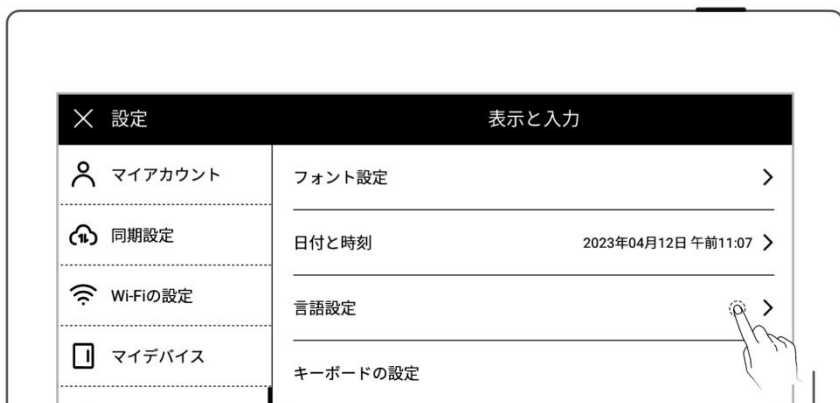 設定
表示と入力
マイアカウント
同期設定
Wi-Fiの設定
マイデバイス
フォント設定
日付と時刻 2023年04月12日 午前11:07
言語設定
キーボードの設定